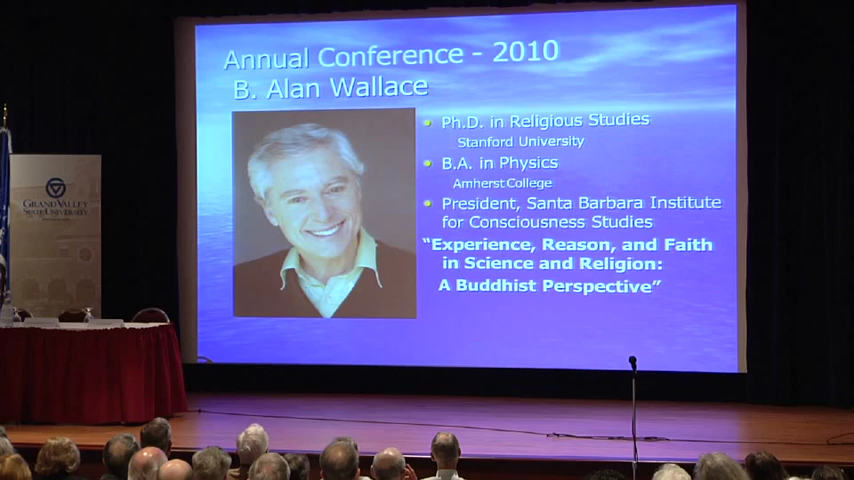 Annual Conference - 2010
B. Alan Wallace
Ph.D. in Religious Studies
Stanford University
B.A. in Physics
Amherst College
President, Santa Barbara Institute
for Consciousness Studies
"Experience, Reason, and Faith
in Science and Religion:
A Buddhist Perspective"
GRAND VALLEY
STATE UNIVERSITY